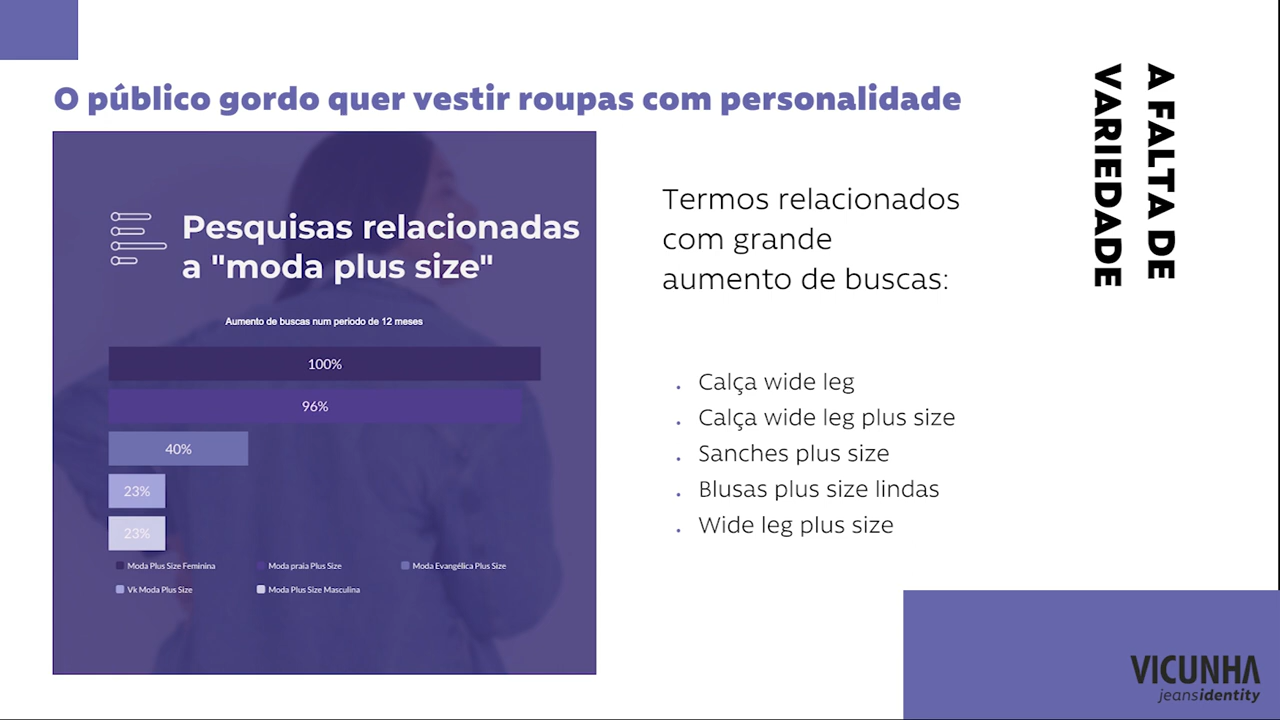 O público gordo quer vestir roupas com personalidade
A FALTA DE
VARIEDADE
Pesquisas relacionadas
a "moda plus size"
Aumento de buscas num periodo de 12 meses
100%
96%
40%
23%
23%
Moda Plus Size Feminina
Moda praia Plus Size
Moda Evangélica Plus Size
Vk Moda Plus Size
Moda Plus Size Masculina
Termos relacionados
com grande
aumento de buscas:
Calça wide leg
Calça wide leg plus size
Sanches plus size
Blusas plus size lindas
Wide leg plus size
VICUNHA
jeansidentity